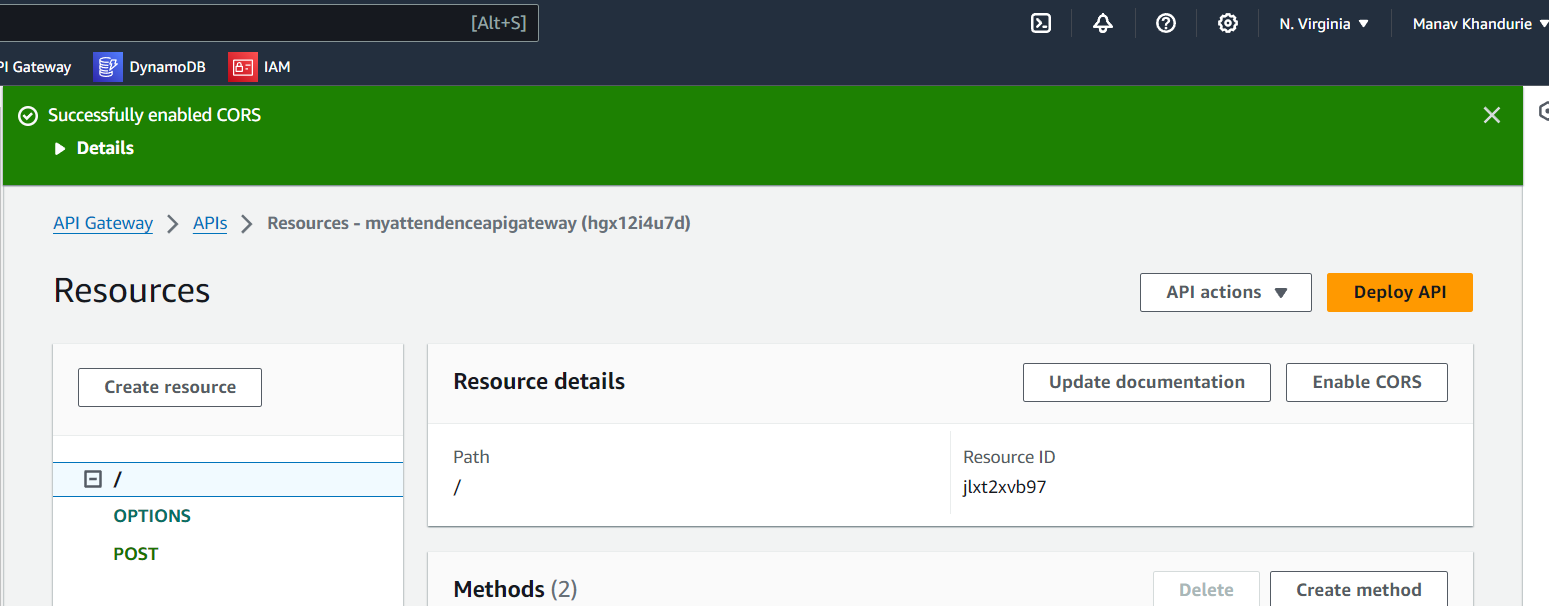 [Alt+S]
N. Virginia
Manav Khandurie
PI Gateway
DynamoDB
IAM
Successfully enabled CORS
Details
API Gateway
APIs
Resources - myattendenceapigateway (hgx12i4u7d)
Resources
API actions
Deploy API
Create resource
Resource details
Update documentation
Enable CORS
Path
Resource ID
/
/
jlxt2xvb97
OPTIONS
POST
Methods (2)
Delete
Create method